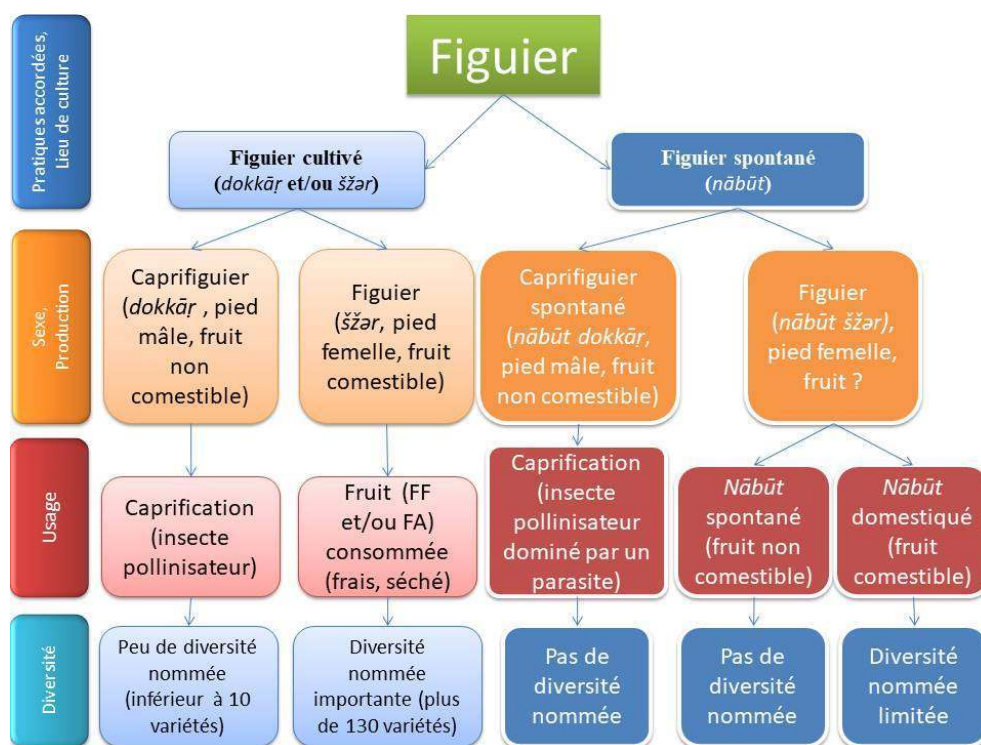 Figuier
Pratiques accordées,
Lieu de culture
Figuier cultivé
(dokkāṛ et/ou šžər)
Figuier spontané
(nābūt)
Sexe,
Production
Caprifiguier
(dokkāṛ , pied
mâle, fruit
non
comestible)
Figuier
(šžər, pied
femelle, fruit
comestible)
Caprifiguier
spontané
(nābūt dokkāṛ,
pied mâle, fruit
non comestible)
Figuier
(nābūt šžər),
pied femelle,
fruit ?
Usage
Caprification
(insecte
pollinisateur)
Fruit (FF
et/ou FA)
consommée
(frais, séché)
Caprification
(insecte
pollinisateur
dominé par un
parasite)
Nābūt
spontané
(fruit non
comestible)
Nābūt
domestiqué
(fruit
comestible)
Diversité
Peu de diversité
nommée
(inférieur à 10
variétés)
Diversité
nommée
importante (plus
de 130 variétés)
Pas de
diversité
nommée
Pas de
diversité
nommée
Diversité
nommée
limitée